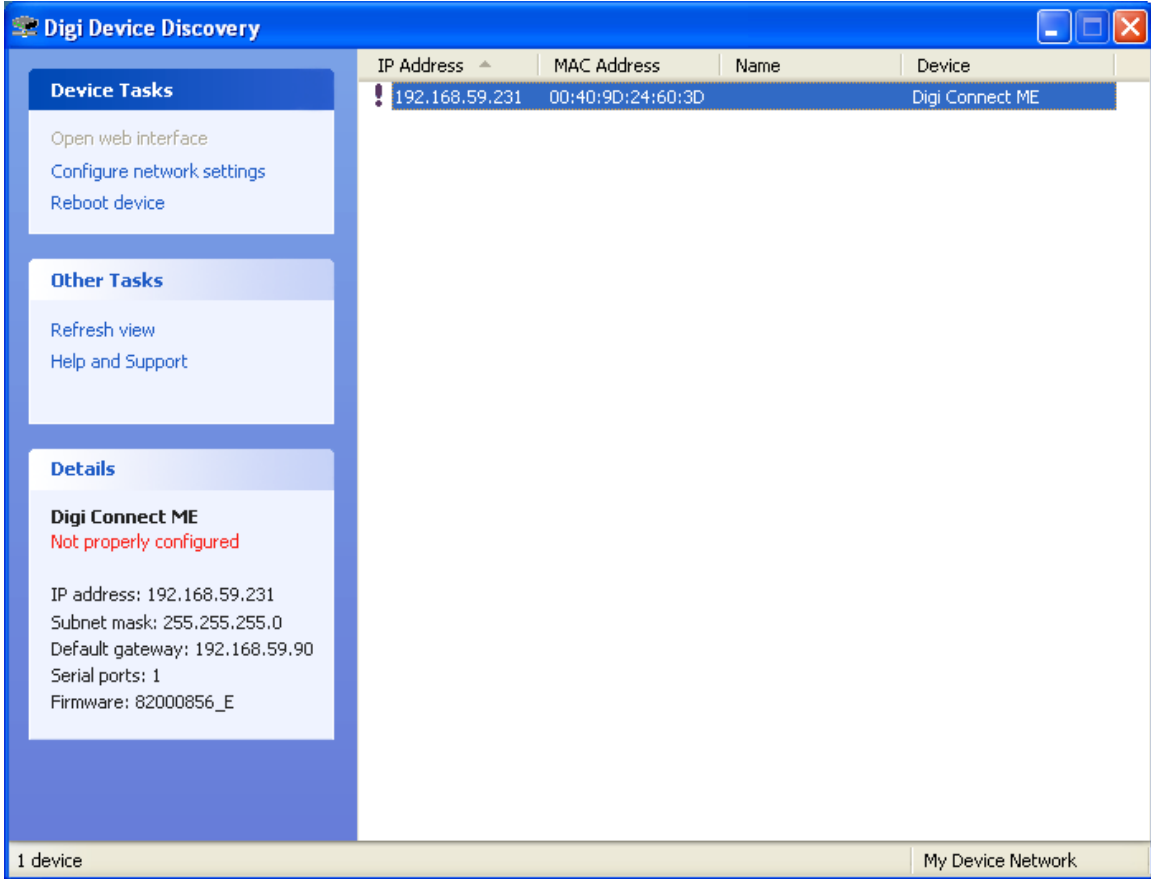 Digi Device Discovery
Device Tasks
Open web interface
Configure network settings
Reboot device
Other Tasks
Refresh view
Help and Support
Details
Digi Connect ME
Not properly configured
IP address: 192.168.59.231
Subnet mask: 255.255.255.0
Default gateway: 192.168.59.90
Serial ports: 1
Firmware: 82000856_E
IP Address MAC Address Name Device
! 192.168.59.231 00:40:9D:24:60:3D Digi Connect ME
1 device My Device Network